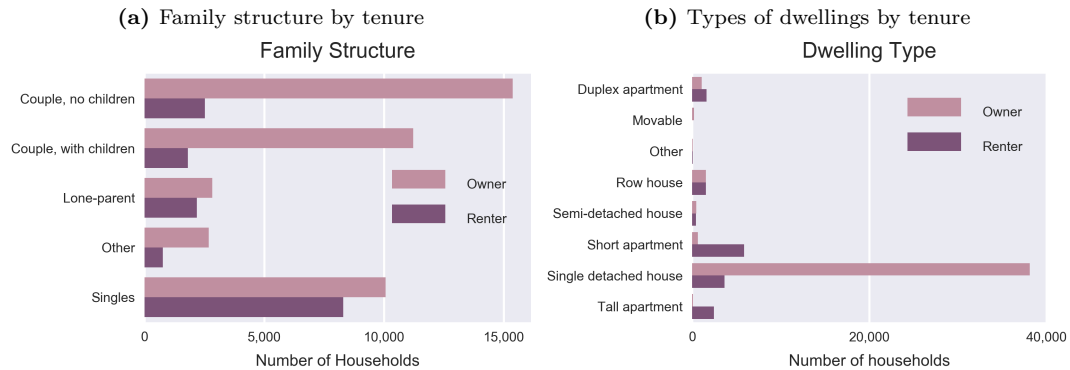 (a) Family structure by tenure
Family Structure
Couple, no children
Couple, with children
Lone-parent
Other
Singles
Owner
Renter
0 5,000 10,000 15,000
Number of Households
(b) Types of dwellings by tenure
Dwelling Type
Duplex apartment
Movable
Other
Row house
Semi-detached house
Short apartment
Single detached house
Tall apartment
Owner
Renter
0 20,000 40,000
Number of households